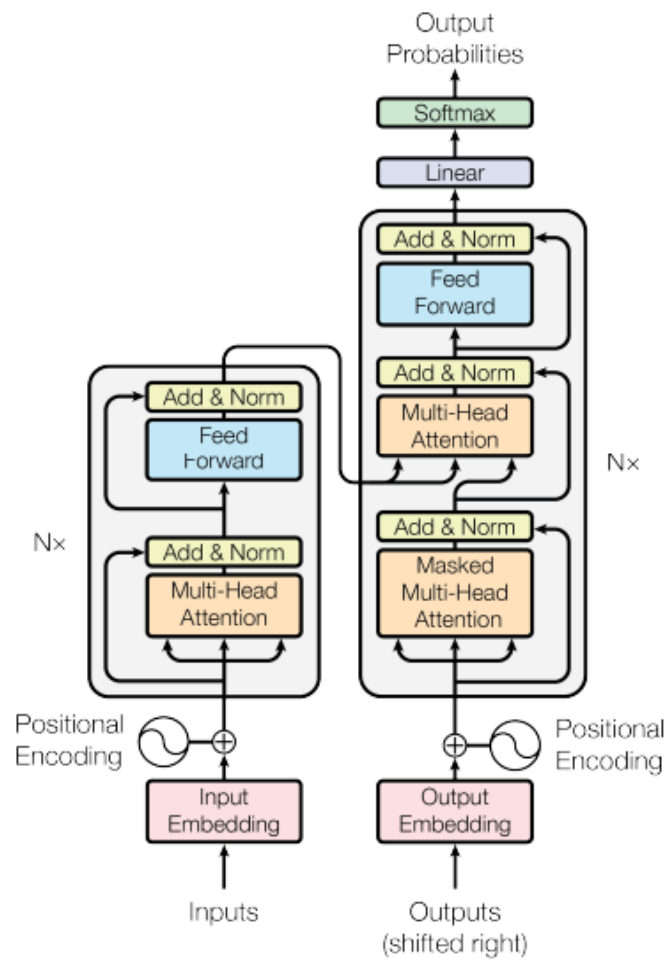 Output
Probabilities
Softmax
Linear
Add & Norm
Feed
Forward
Add & Norm
Multi-Head
Attention
Nx
Add & Norm
Masked
Multi-Head
Attention
Add & Norm
Feed
Forward
Nx
Add & Norm
Multi-Head
Attention
Positional
Encoding
Positional
Encoding
Input
Embedding
Output
Embedding
Inputs
Outputs
(shifted right)